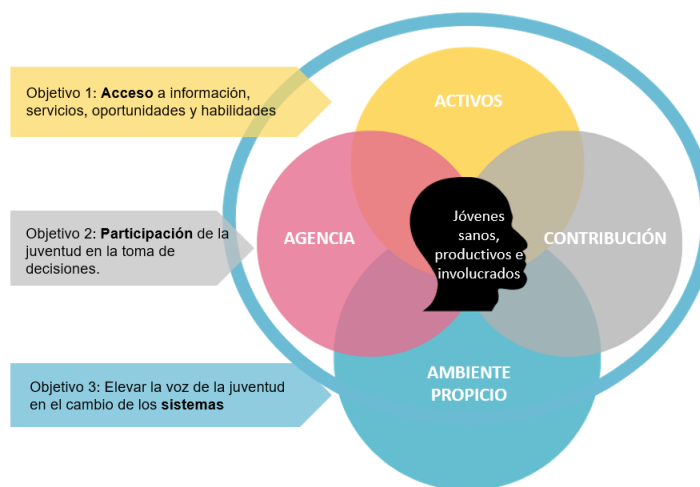 Objetivo 1: Acceso a información,
servicios, oportunidades y habilidades
ACTIVOS
Objetivo 2: Participación de la
juventud en la toma de
decisiones.
AGENCIA
Jóvenes
sanos,
productivos e
involucrados
CONTRIBUCIÓN
Objetivo 3: Elevar la voz de la juventud
en el cambio de los sistemas
AMBIENTE
PROPICIO